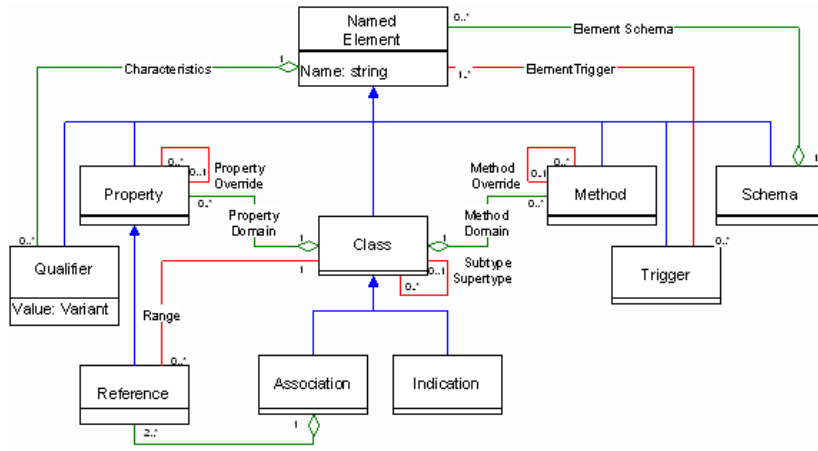 Named
Element
0..*
Element Schema
1
Characteristics
Name: string
1..*
ElementTrigger
Property
0..*
0..1
Property
Override
0..*
Property
Domain
Method
Override
0..*
0..1
Method
0..*
Method
Domain
Schema
1
0..*
Qualifier
Value: Variant
1
Class
1
1
0..1
0..*
Subtype
Supertype
0..*
Trigger
Range
0..*
Reference
2..*
Association
1
Indication